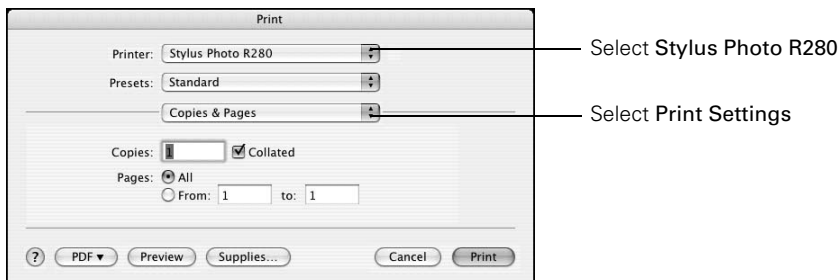 Print
Printer: Stylus Photo R280
Select Stylus Photo R280
Presets: Standard
Copies & Pages
Select Print Settings
Copies: 1 Collated
Pages: All
From: 1 to: 1
? PDF Preview Supplies... Cancel Print